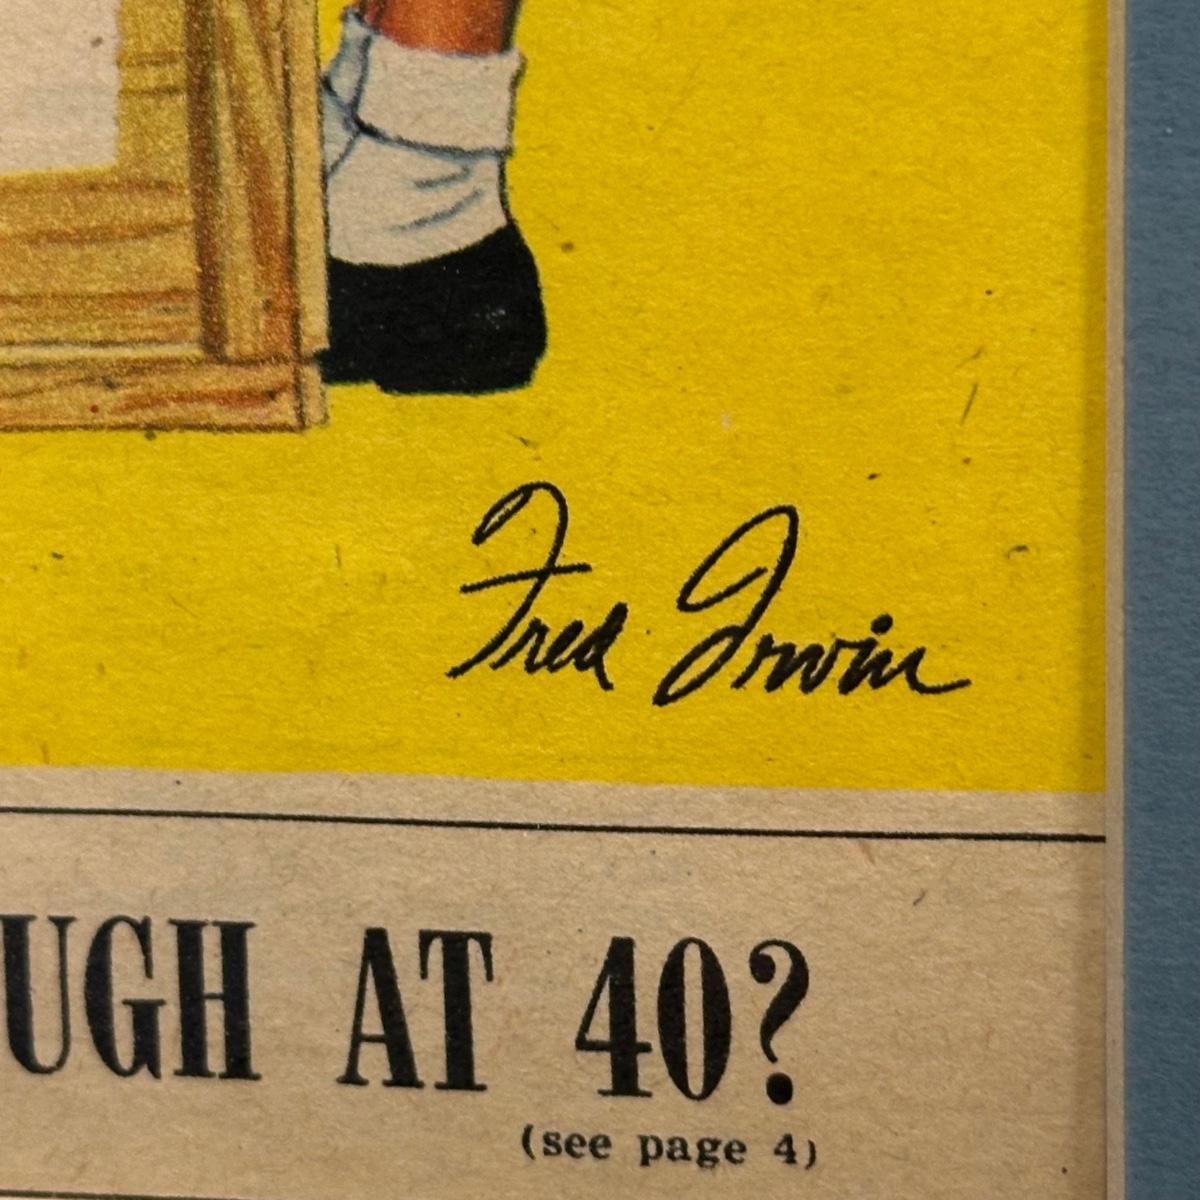 Fred Irwin
UGH AT 40?
(see page 4)